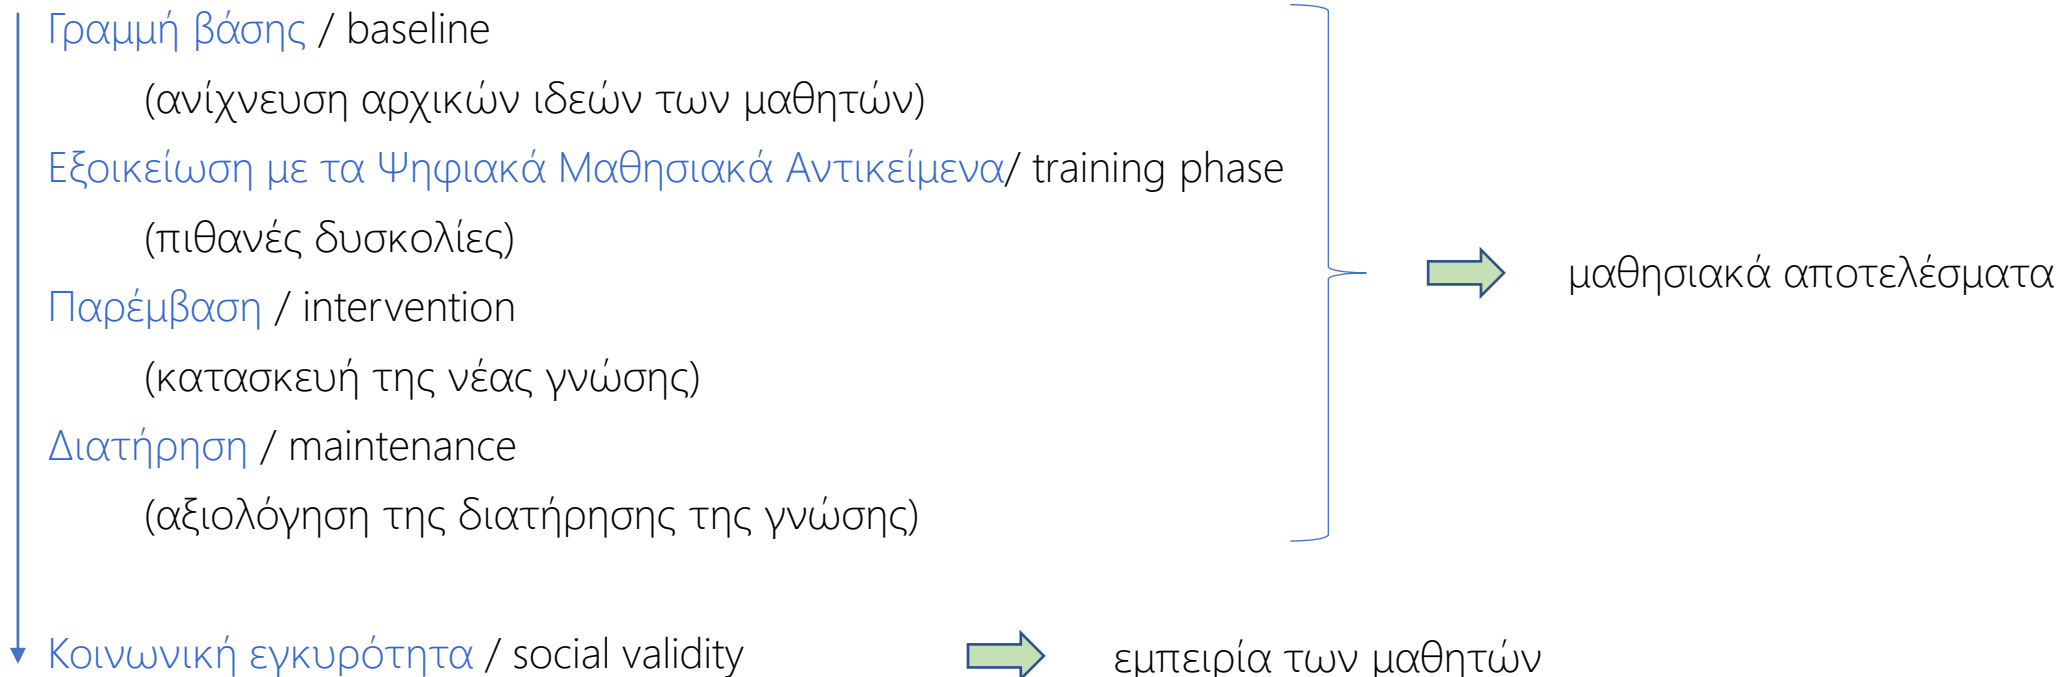 Γραμμή βάσης / baseline
(ανίχνευση αρχικών ιδεών των μαθητών)
Εξοικείωση με τα Ψηφιακά Μαθησιακά Αντικείμενα/ training phase
(πιθανές δυσκολίες)
Παρέμβαση / intervention
(κατασκευή της νέας γνώσης)
Διατήρηση / maintenance
(αξιολόγηση της διατήρησης της γνώσης)
μαθησιακά αποτελέσματα
Κοινωνική εγκυρότητα / social validity
εμπειρία των μαθητών